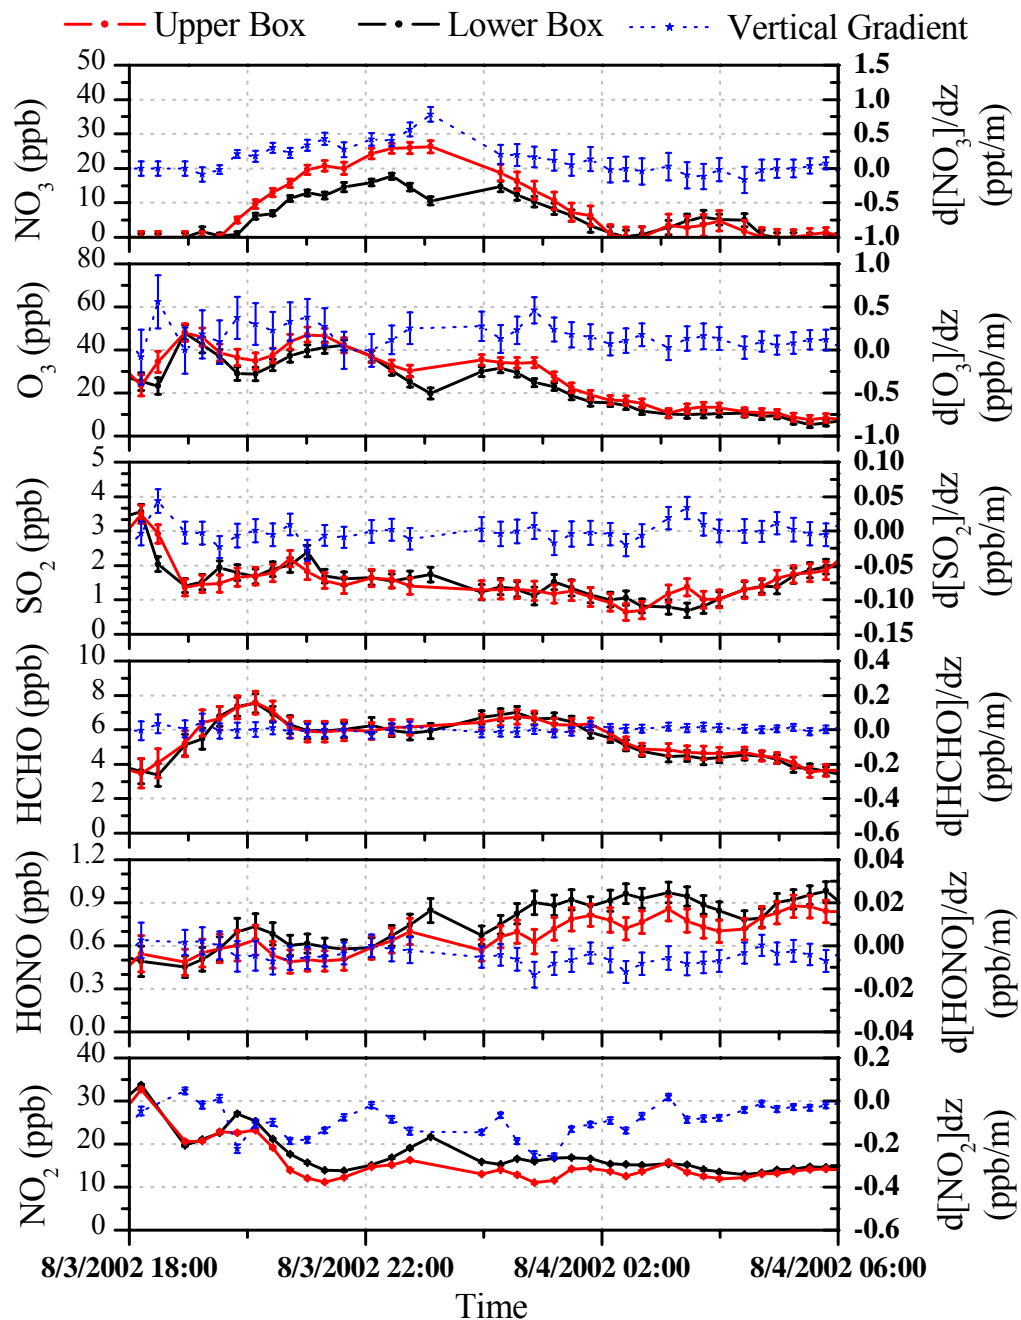 Upper Box Lower Box Vertical Gradient
50 40 30 20 10 0
NO3 (ppb)
1.5 1.0 0.5 0.0 -0.5 -1.0
d[NO3]/dz
(ppt/m)
80 60 40 20 0
O3 (ppb)
1.0 0.5 0.0 -0.5 -1.0
d[O3]/dz
(ppb/m)
5 4 3 2 1 0
SO2 (ppb)
0.10 0.05 0.00 -0.05 -0.10 -0.15
d[SO2]/dz
(ppb/m)
10 8 6 4 2 0
HCHO (ppb)
0.4 0.2 0.0 -0.2 -0.4 -0.6
d[HCHO]/dz
(ppb/m)
1.2 0.9 0.6 0.3 0.0
HONO (ppb)
0.04 0.02 0.00 -0.02 -0.04
d[HONO]/dz
(ppb/m)
40 30 20 10 0
NO2 (ppb)
0.2 0.0 -0.2 -0.4 -0.6
d[NO2]dz
(ppb/m)
8/3/2002 18:00 8/3/2002 22:00 8/4/2002 02:00 8/4/2002 06:00
Time